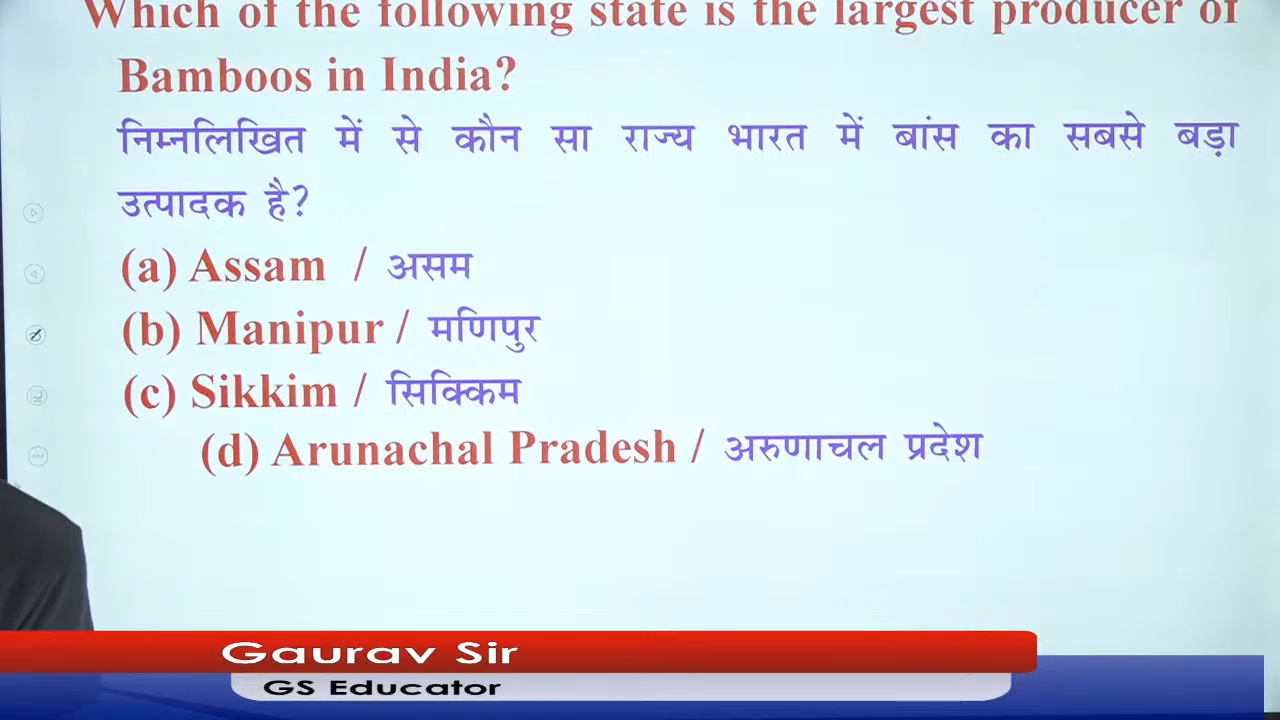 Which of the following state is the largest producer of
Bamboos in India?
निम्नलिखित में से कौन सा राज्य भारत में बांस का सबसे बड़ा
उत्पादक है?
(a) Assam / असम
(b) Manipur / मणिपुर
(c) Sikkim / सिक्किम
(d) Arunachal Pradesh / अरुणाचल प्रदेश
Gaurav Sir
GS Educator